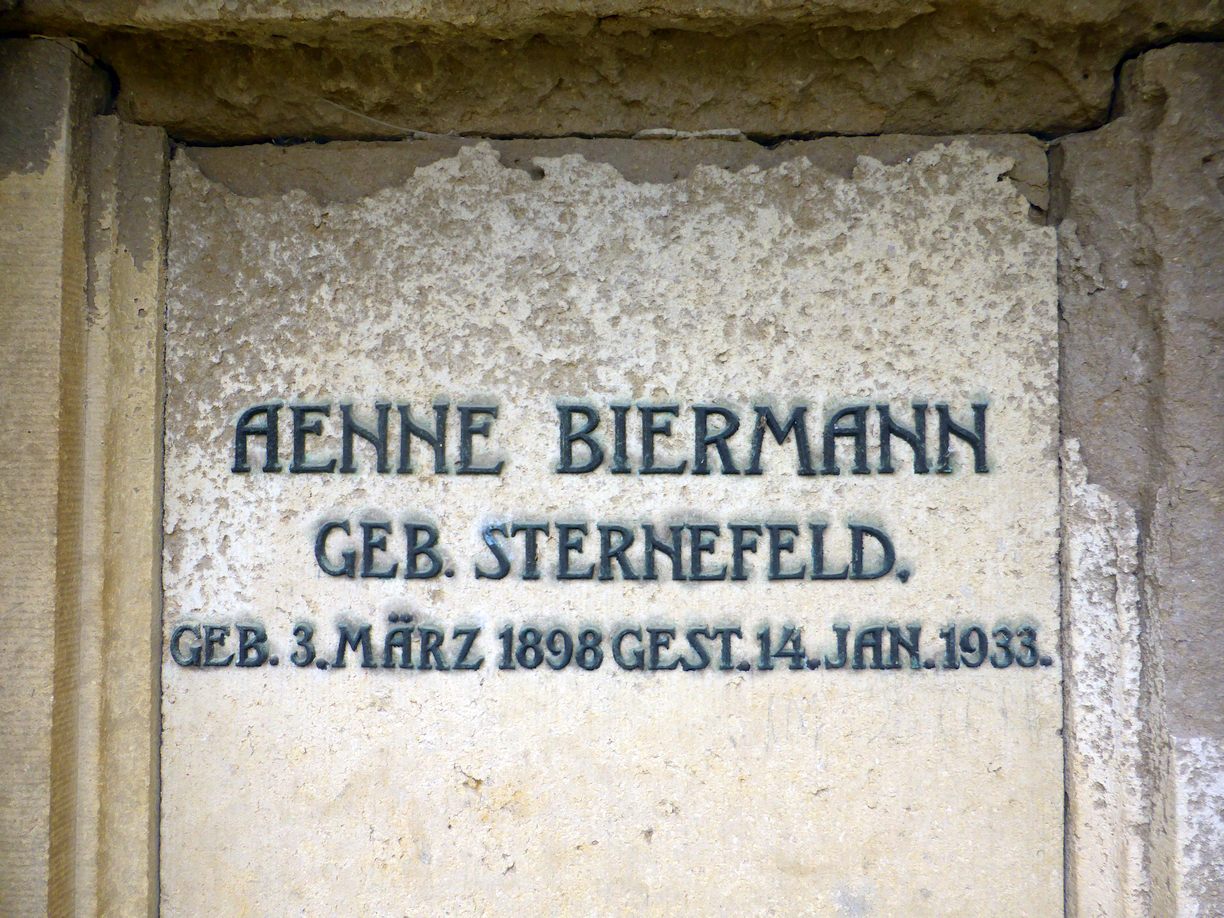 AENNE BIERMANN
GEB. STERNEFELD.
GEB. 3. MÄRZ 1898 GEST. 14. JAN. 1933.